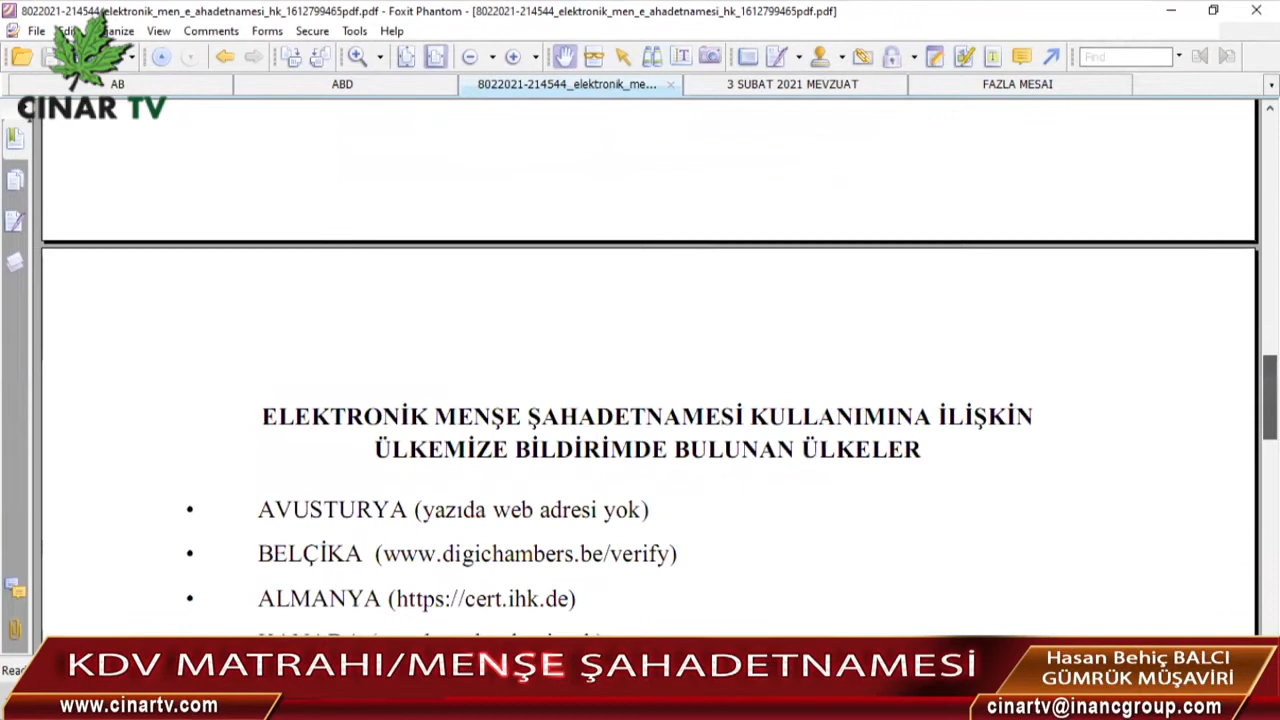 8022021-214544_elektronik_men_e_ahadetnamesi_hk_1612799465pdf.pdf - Foxit Phantom - [8022021-214544_elektronik_men_e_ahadetnamesi_hk_1612799465pdf.pdf]
File View Comments Forms Secure Tools Help
Find
AB ABD 8022021-214544_elektronik_me... 3 SUBAT 2021 MEVZUAT FAZLA MESAI
ÇINAR TV
ELEKTRONİK MENŞE ŞAHADETNAMESİ KULLANIMINA İLİŞKİN
ÜLKEMİZE BİLDİRİMDE BULUNAN ÜLKELER
• AVUSTURYA (yazıda web adresi yok)
• BELÇİKA (www.digichambers.be/verify)
• ALMANYA (https://cert.ihk.de)
KDV MATRAHI/MENŞE ŞAHADETNAMESİ
Hasan Behiç BALCI
GÜMRÜK MÜŞAVİRİ
www.cinartv.com
cinartv@inancgroup.com